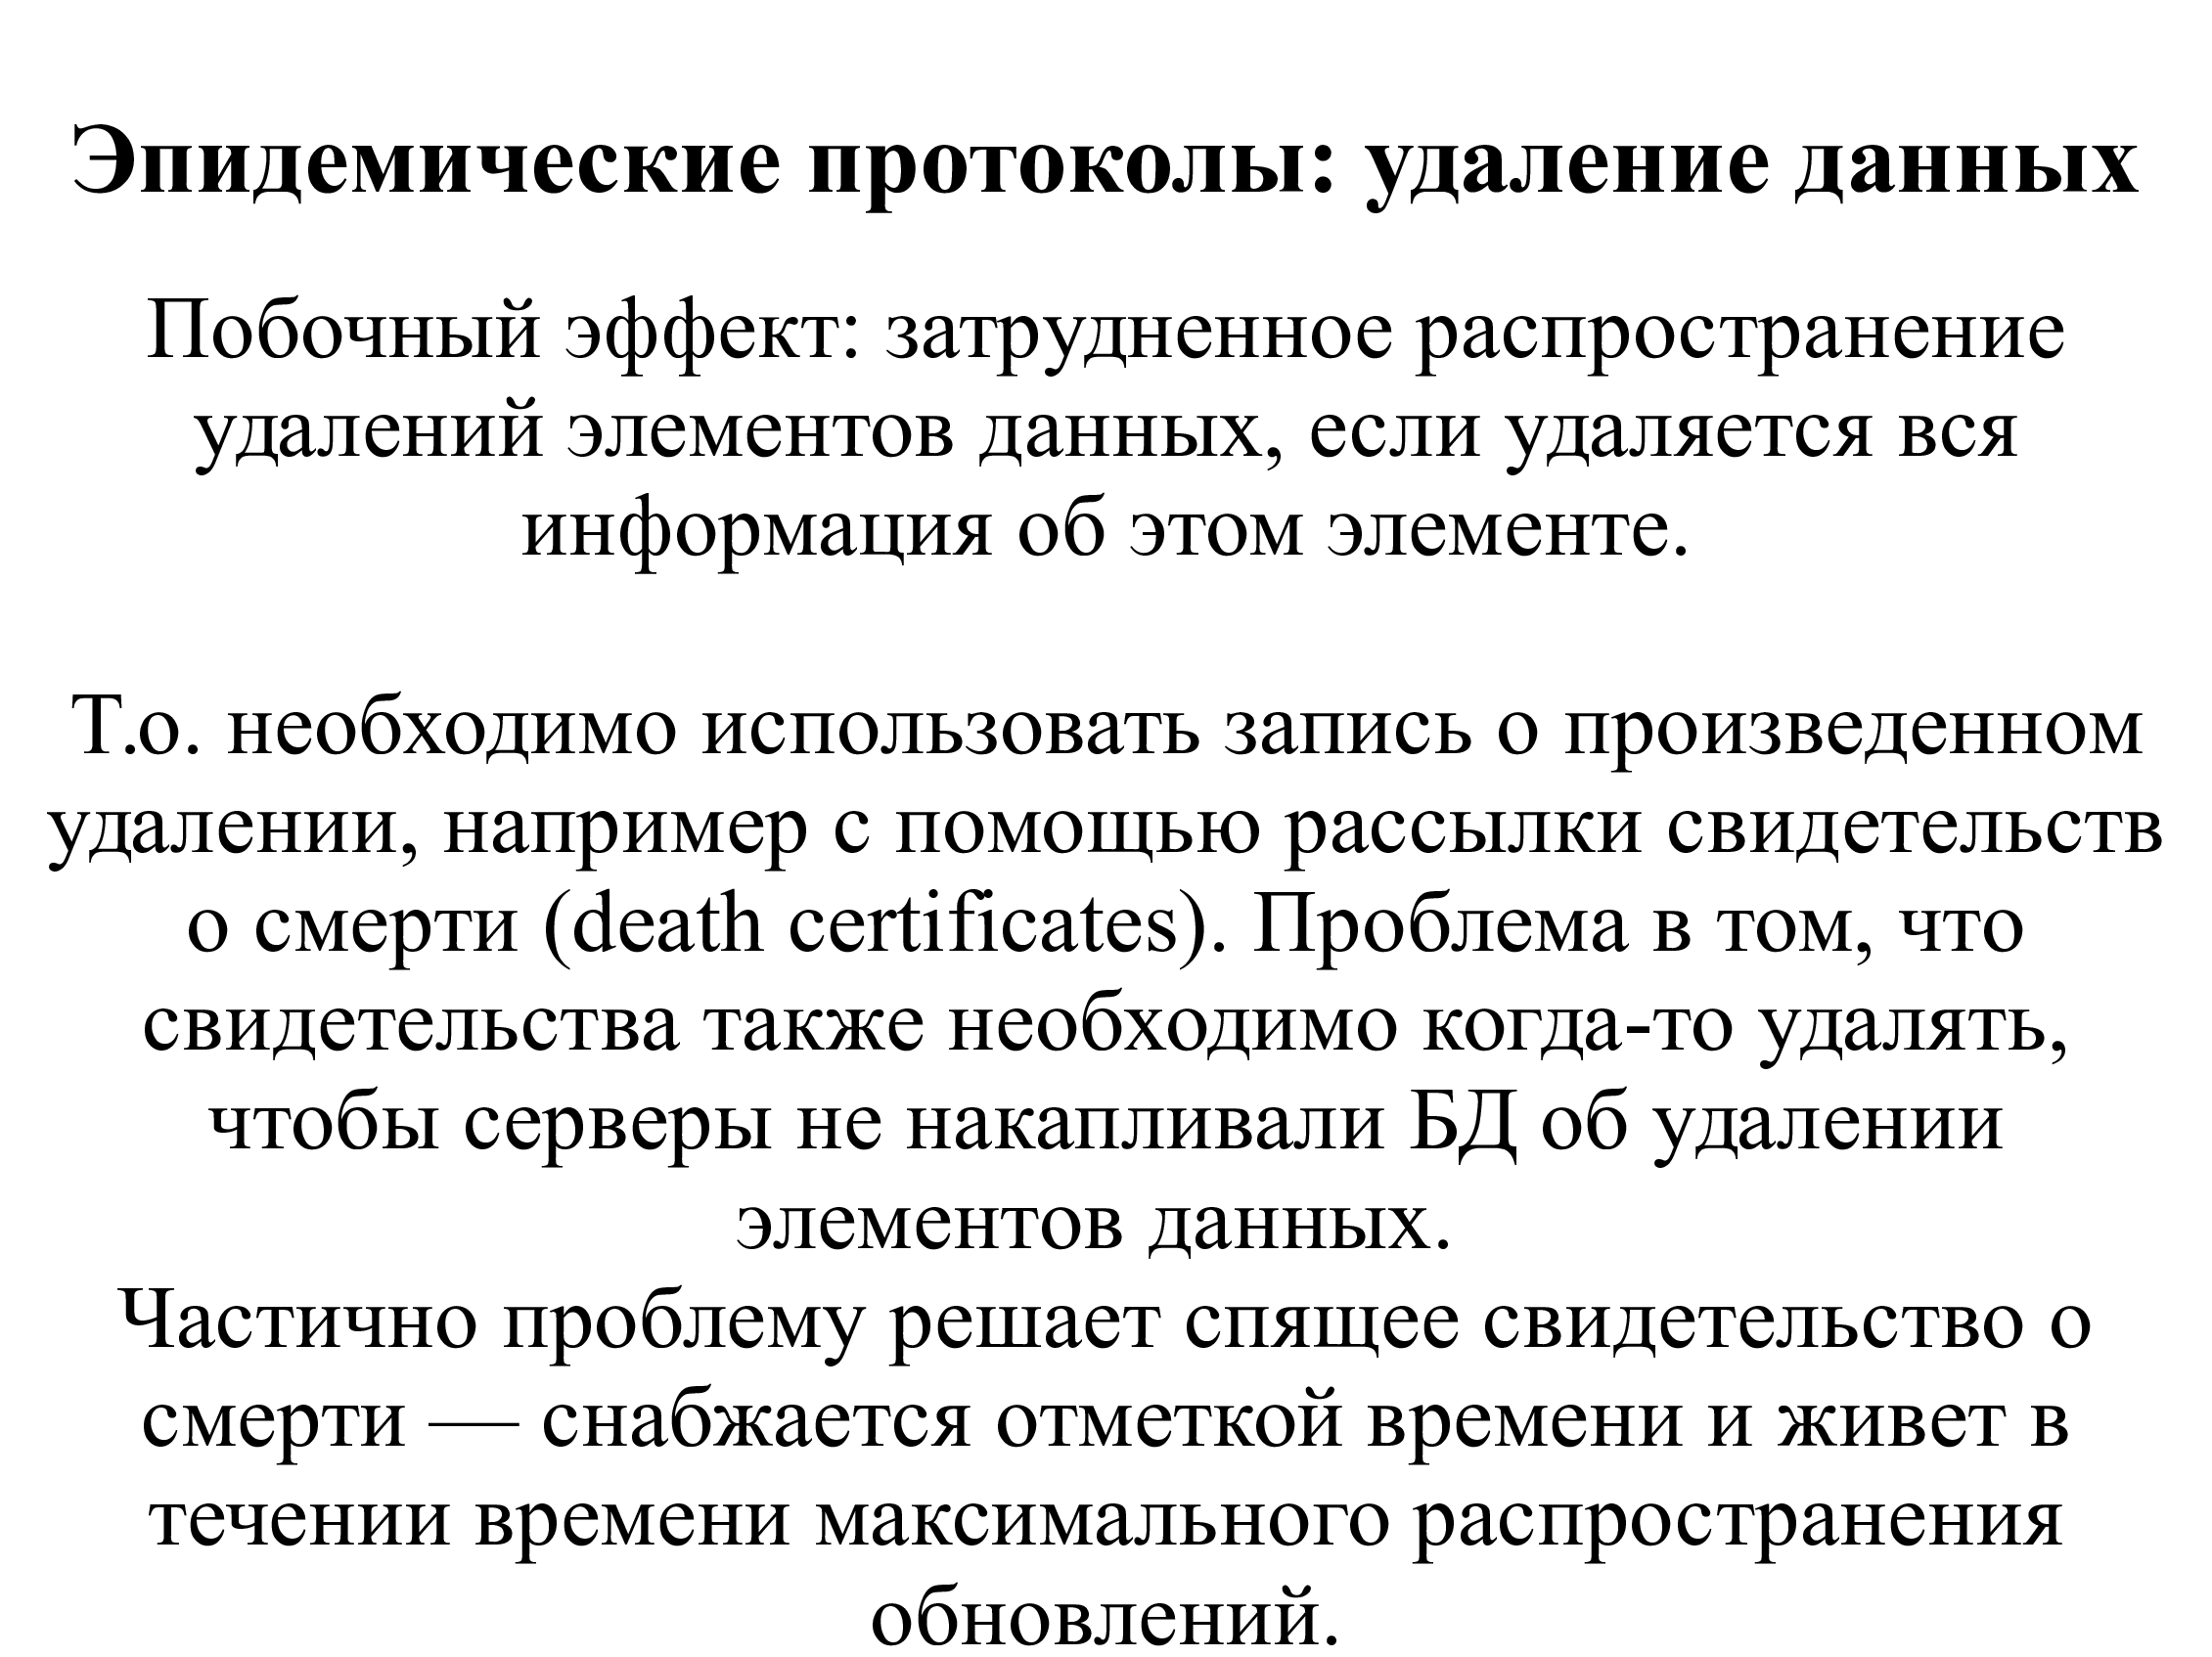 Эпидемические протоколы: удаление данных
Побочный эффект: затрудненное распространение
удалений элементов данных, если удаляется вся
информация об этом элементе.
Т.о. необходимо использовать запись о произведенном
удалении, например с помощью рассылки свидетельств
о смерти (death certificates). Проблема в том, что
свидетельства также необходимо когда-то удалять,
чтобы серверы не накапливали БД об удалении
элементов данных.
Частично проблему решает спящее свидетельство о
смерти — снабжается отметкой времени и живет в
течении времени максимального распространения
обновлений.